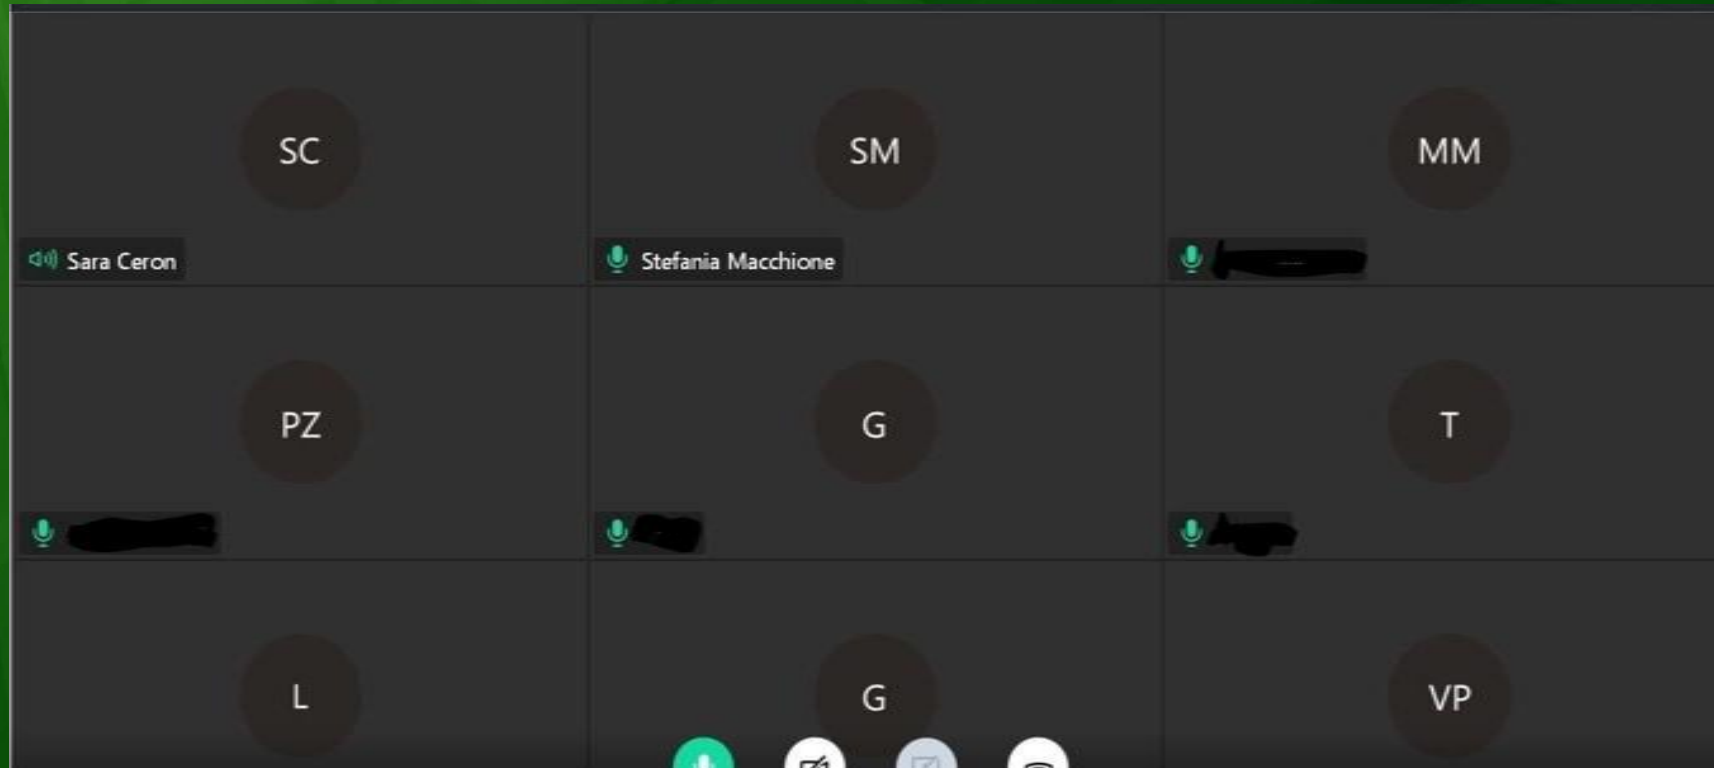 SC
SM
MM
Sara Ceron
Stefania Macchione
PZ
G
T
L
G
VP